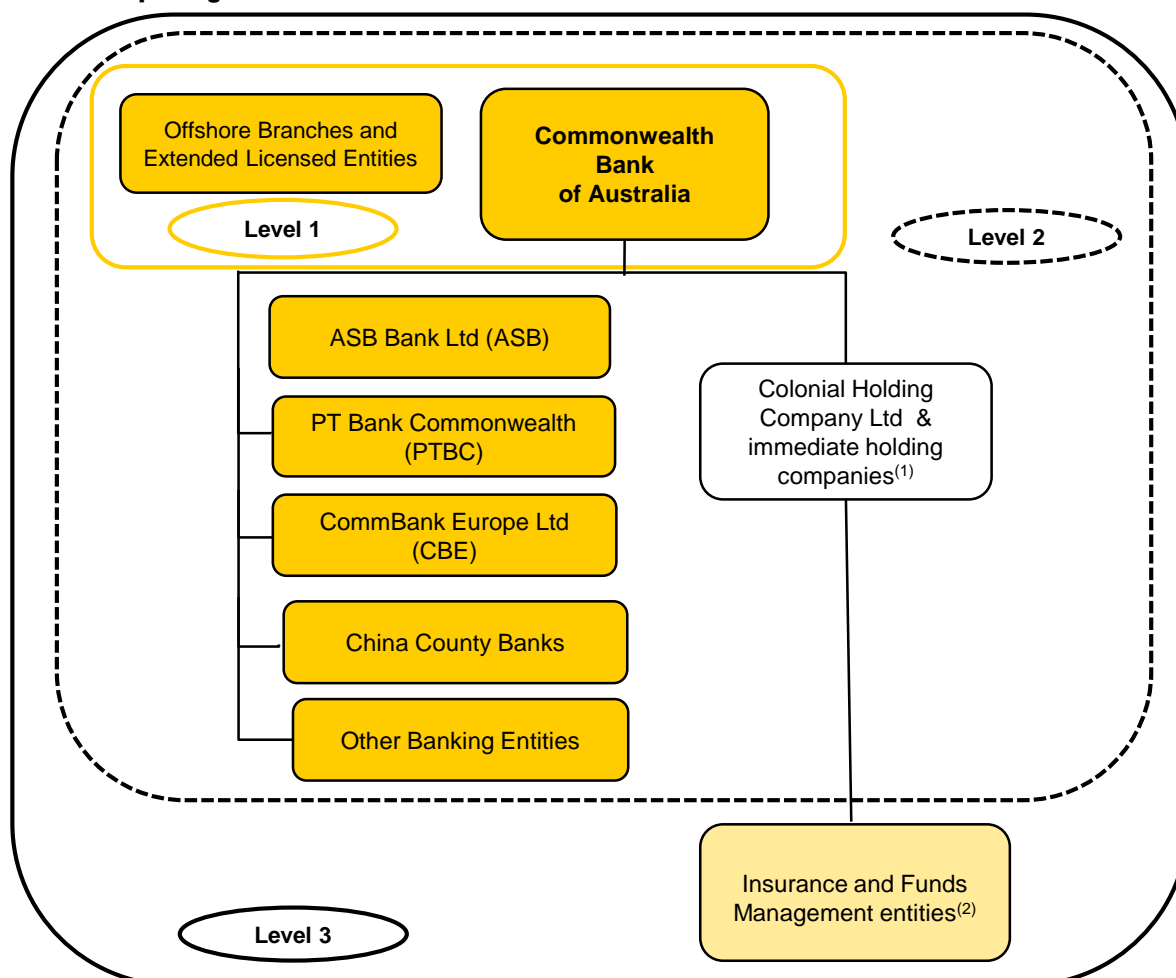 Offshore Branches and
Extended Licensed Entities
Commonwealth
Bank
of Australia
Level 1
Level 2
ASB Bank Ltd (ASB)
PT Bank Commonwealth
(PTBC)
CommBank Europe Ltd
(CBE)
China County Banks
Other Banking Entities
Colonial Holding
Company Ltd &
immediate holding
companies(1)
Insurance and Funds
Management entities(2)
Level 3